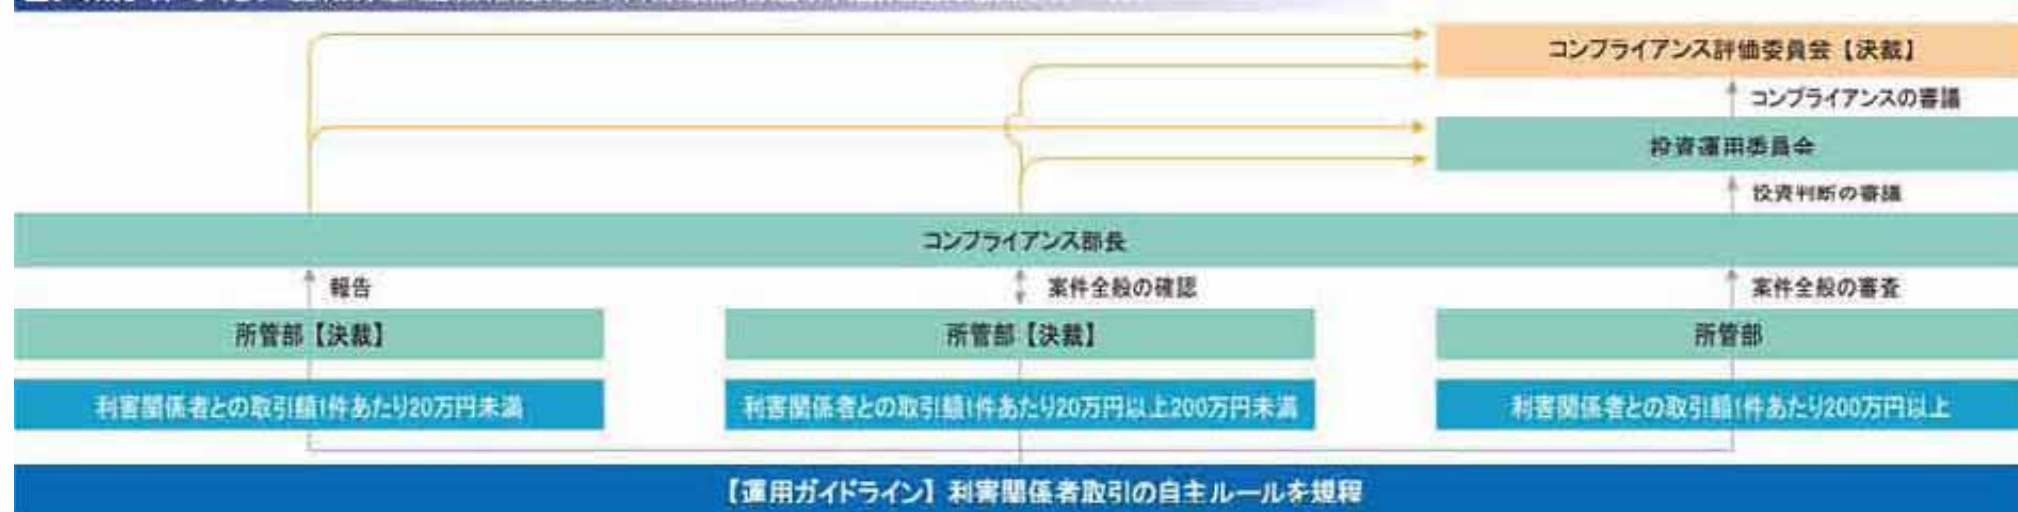 コンプライアンス評価委員会【決裁】
コンプライアンスの審議
投資運用委員会
投資判断の審議
コンプライアンス部長
報告
案件全般の確認
案件全般の審査
所管部【決裁】
所管部【決裁】
所管部
利害関係者との取引額1件あたり20万円未満
利害関係者との取引額1件あたり20万円以上200万円未満
利害関係者との取引額1件あたり200万円以上
【運用ガイドライン】利害関係者取引の自主ルールを規程